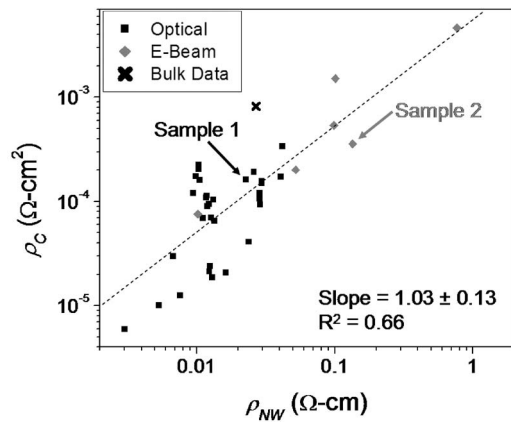 Optical
E-Beam
Bulk Data
Sample 1
Sample 2
Slope = 1.03 ± 0.13
R² = 0.66
10⁻³
10⁻⁴
10⁻⁵
ρC (Ω-cm²)
0.01
0.1
1
ρNW (Ω-cm)